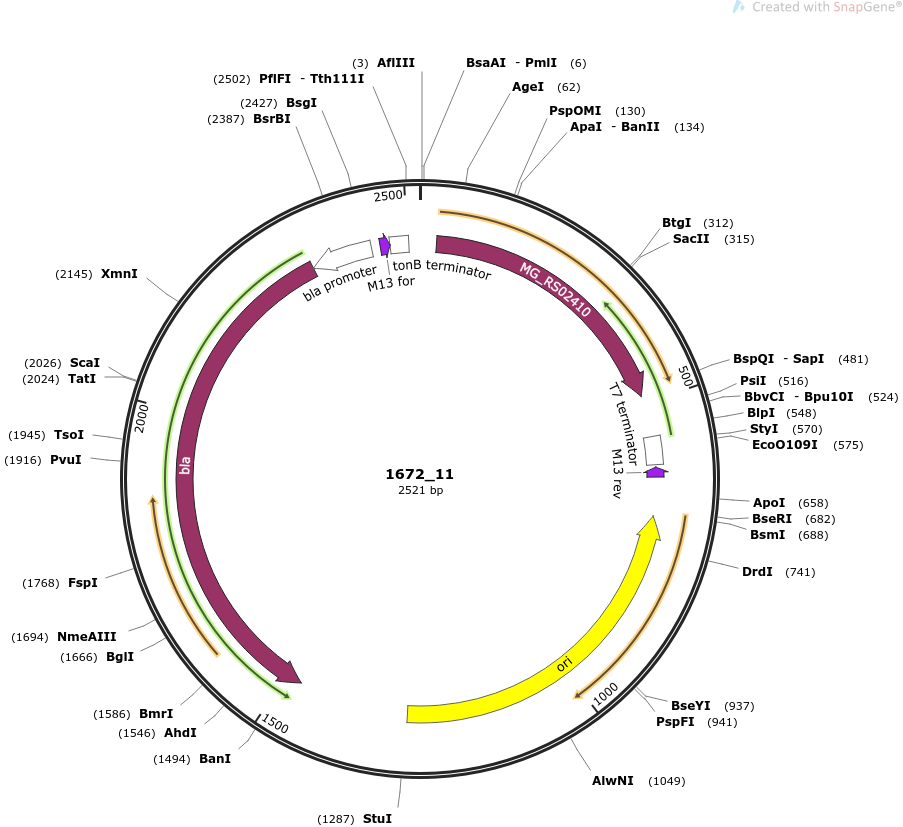 Created with SnapGene®
(3) AflIII
BsaAI - PmlI (6)
(2502) PflFI - Tth111I
AgeI (62)
(2427) BsgI
PspOMI (130)
(2387) BsrBI
ApaI - BanII (134)
2500
BtgI (312)
SacII (315)
tonB terminator
bla promoter
M13 for
MG_RS02410
(2145) XmnI
BspQI - SapI (481)
(2026) ScaI
500
(2024) TatI
PsiI (516)
BbvCI - Bpu10I (524)
2000
BlpI (548)
T7 terminator
StyI (570)
(1945) TsoI
EcoO109I (575)
(1916) PvuI
bla
M13 rev
1672_11
2521 bp
ApoI (658)
BseRI (682)
BsmI (688)
DrdI (741)
(1768) FspI
(1694) NmeAIII
(1666) BglI
ori
1000
BseYI (937)
(1586) BmrI
PspFI (941)
1500
(1546) AhdI
(1494) BanI
AlwNI (1049)
(1287) StuI